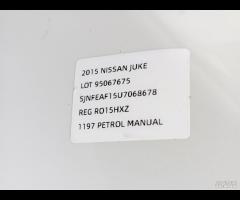 2015 NISSAN JUKE
LOT 95067675
SJNFEAF15U7068678
REG RO15HXZ
1197 PETROL MANUAL